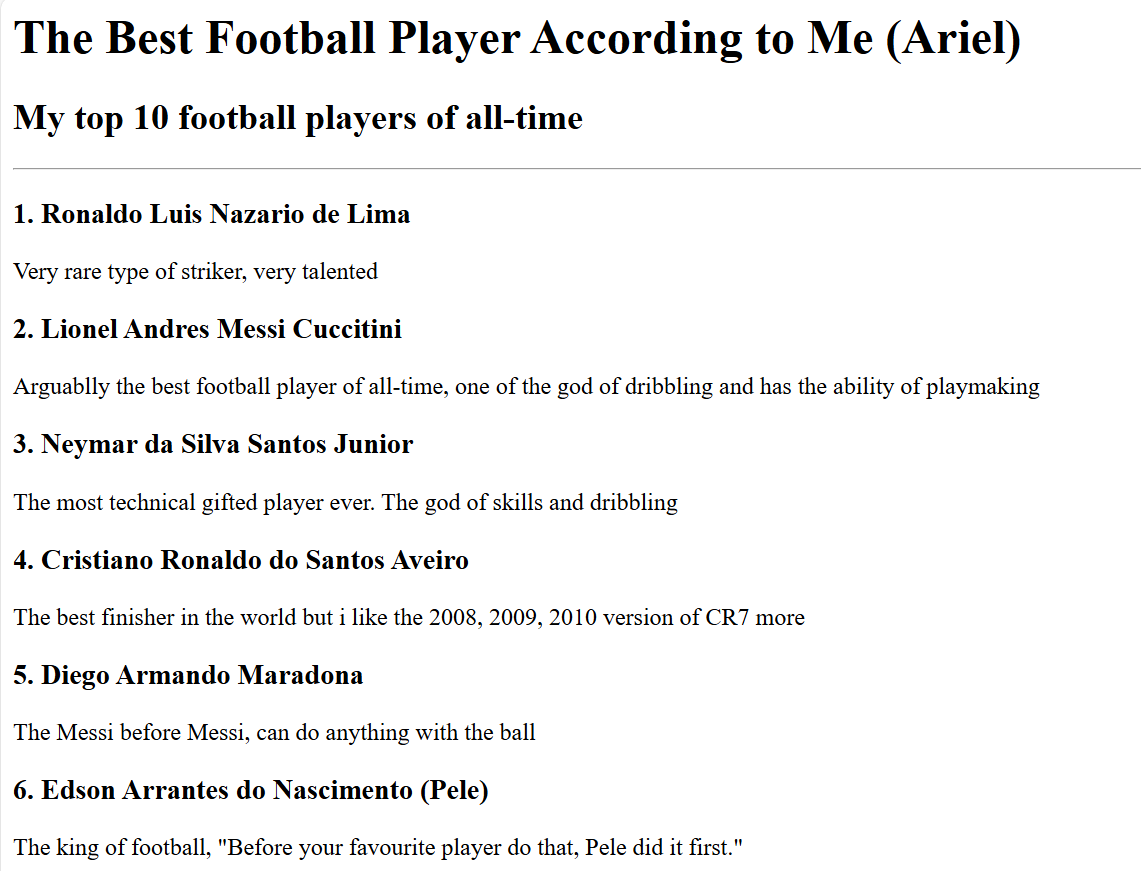 The Best Football Player According to Me (Ariel)
My top 10 football players of all-time
1. Ronaldo Luis Nazario de Lima
Very rare type of striker, very talented
2. Lionel Andres Messi Cuccitini
Arguablly the best football player of all-time, one of the god of dribbling and has the ability of playmaking
3. Neymar da Silva Santos Junior
The most technical gifted player ever. The god of skills and dribbling
4. Cristiano Ronaldo do Santos Aveiro
The best finisher in the world but i like the 2008, 2009, 2010 version of CR7 more
5. Diego Armando Maradona
The Messi before Messi, can do anything with the ball
6. Edson Arrantes do Nascimento (Pele)
The king of football, "Before your favourite player do that, Pele did it first."